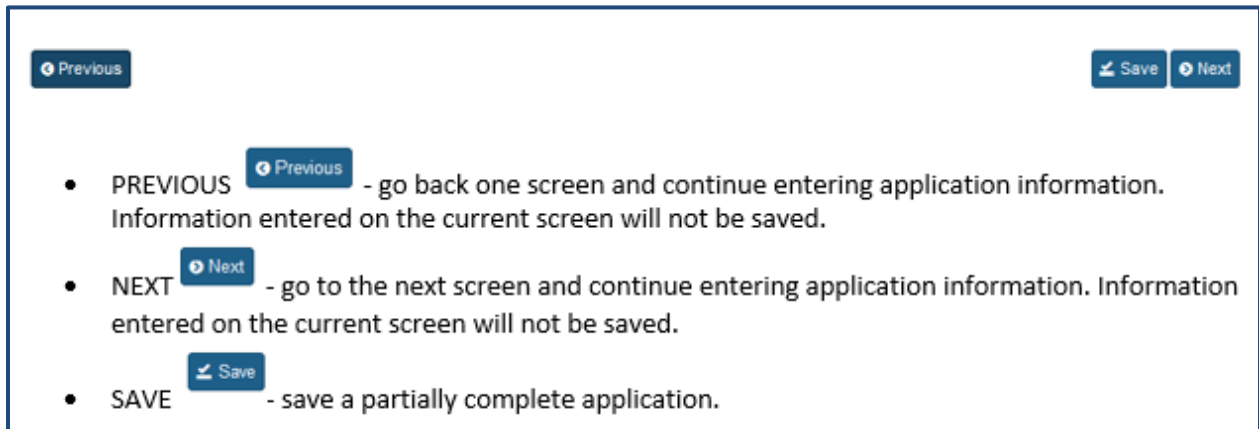 Previous Save Next
• PREVIOUS Previous - go back one screen and continue entering application information.
Information entered on the current screen will not be saved.
• NEXT Next - go to the next screen and continue entering application information. Information
entered on the current screen will not be saved.
• SAVE Save - save a partially complete application.